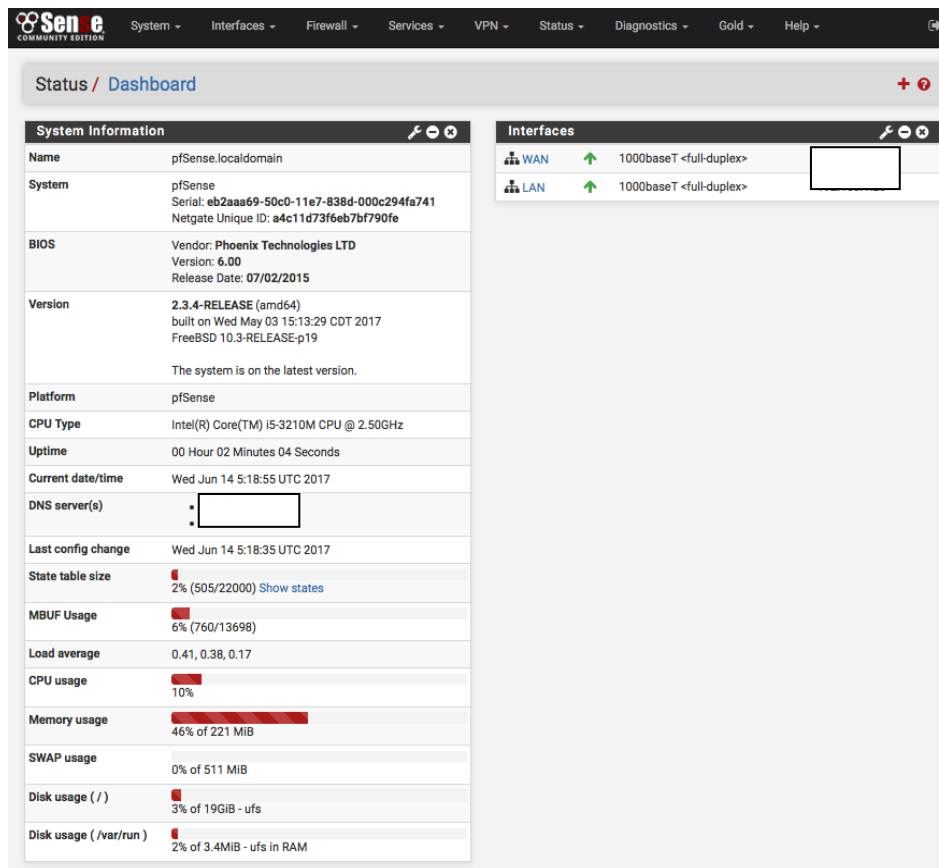 Sense
COMMUNITY EDITION
System Interfaces Firewall Services VPN Status Diagnostics Gold Help
Status / Dashboard
System Information
Name pfSense.localdomain
System pfSense
Serial: eb2aaa69-50c0-11e7-838d-000c294fa741
Netgate Unique ID: a4c11d73f6eb7bf790fe
BIOS Vendor: Phoenix Technologies LTD
Version: 6.00
Release Date: 07/02/2015
Version 2.3.4-RELEASE (amd64)
built on Wed May 03 15:13:29 CDT 2017
FreeBSD 10.3-RELEASE-p19
The system is on the latest version.
Platform pfSense
CPU Type Intel(R) Core(TM) i5-3210M CPU @ 2.50GHz
Uptime 00 Hour 02 Minutes 04 Seconds
Current date/time Wed Jun 14 5:18:55 UTC 2017
DNS server(s)
Last config change Wed Jun 14 5:18:35 UTC 2017
State table size
2% (505/22000) Show states
MBUF Usage
6% (760/13698)
Load average 0.41, 0.38, 0.17
CPU usage
10%
Memory usage
46% of 221 MiB
SWAP usage
0% of 511 MiB
Disk usage ( / )
3% of 19GiB - ufs
Disk usage ( /var/run )
2% of 3.4MiB - ufs in RAM
Interfaces
WAN 1000baseT <full-duplex>
LAN 1000baseT <full-duplex>